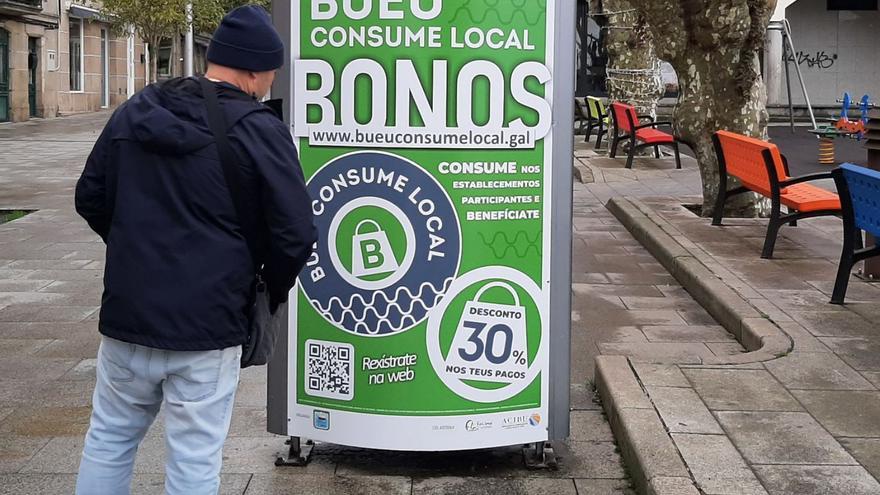 BUEU
CONSUME LOCAL
BONOS
www.bueuconsumelocal.gal
CONSUME NOS
ESTABLECEMENTOS
PARTICIPANTES E
BENEFÍCIATE
BUEU CONSUME LOCAL
B
DESCONTO
30%
NOS TEUS PAGOS
Rexístrate
na web
ACIBU